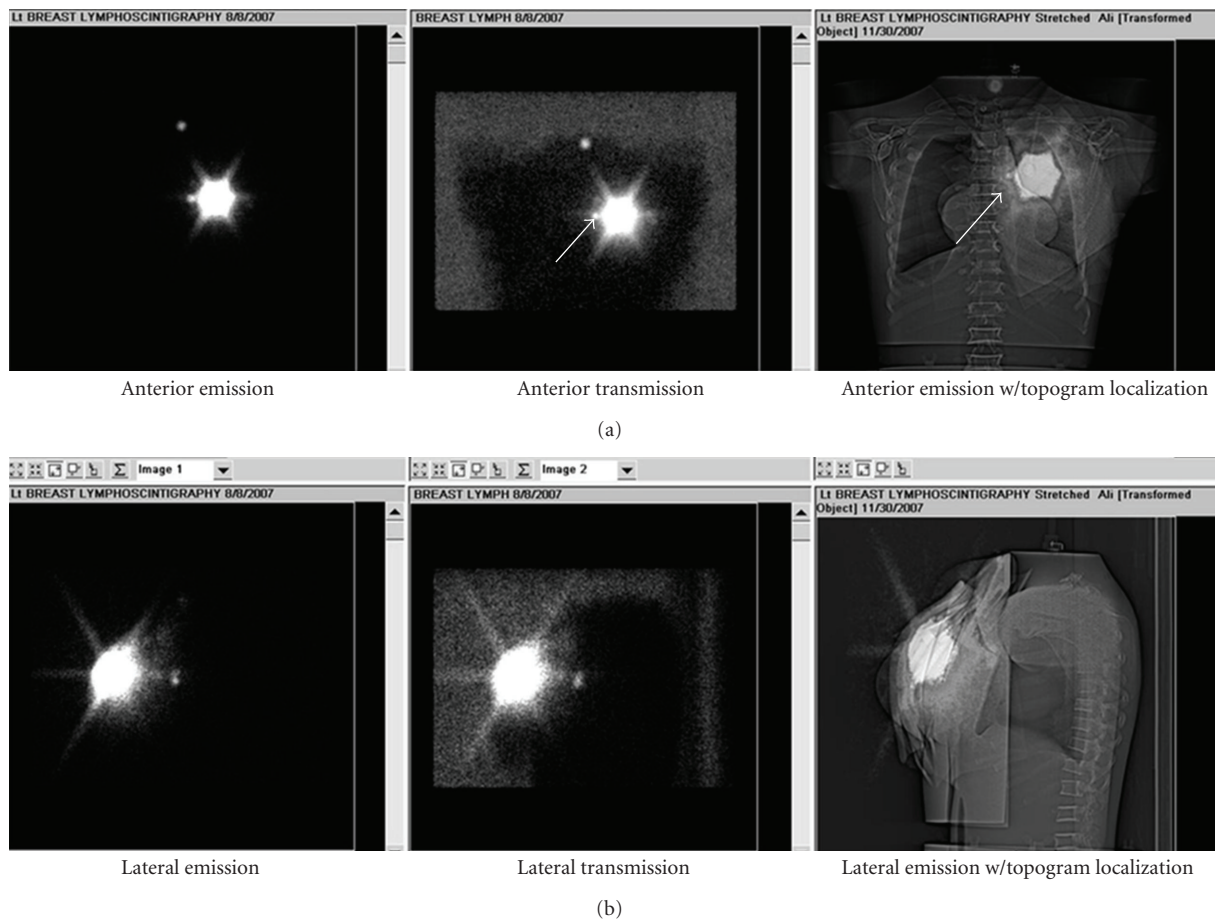 Lt BREAST LYMPHOSCINTIGRAPHY 8/8/2007
BREAST LYMPH 8/8/2007
Lt BREAST LYMPHOSCINTIGRAPHY Stretched Ali [Transformed
Object] 11/30/2007
Anterior emission
Anterior transmission
Anterior emission w/topogram localization
(a)
Σ Image 1
Σ Image 2
Lt BREAST LYMPHOSCINTIGRAPHY 8/8/2007
BREAST LYMPH 8/8/2007
Lt BREAST LYMPHOSCINTIGRAPHY Stretched Ali [Transformed
Object] 11/30/2007
Lateral emission
Lateral transmission
Lateral emission w/topogram localization
(b)